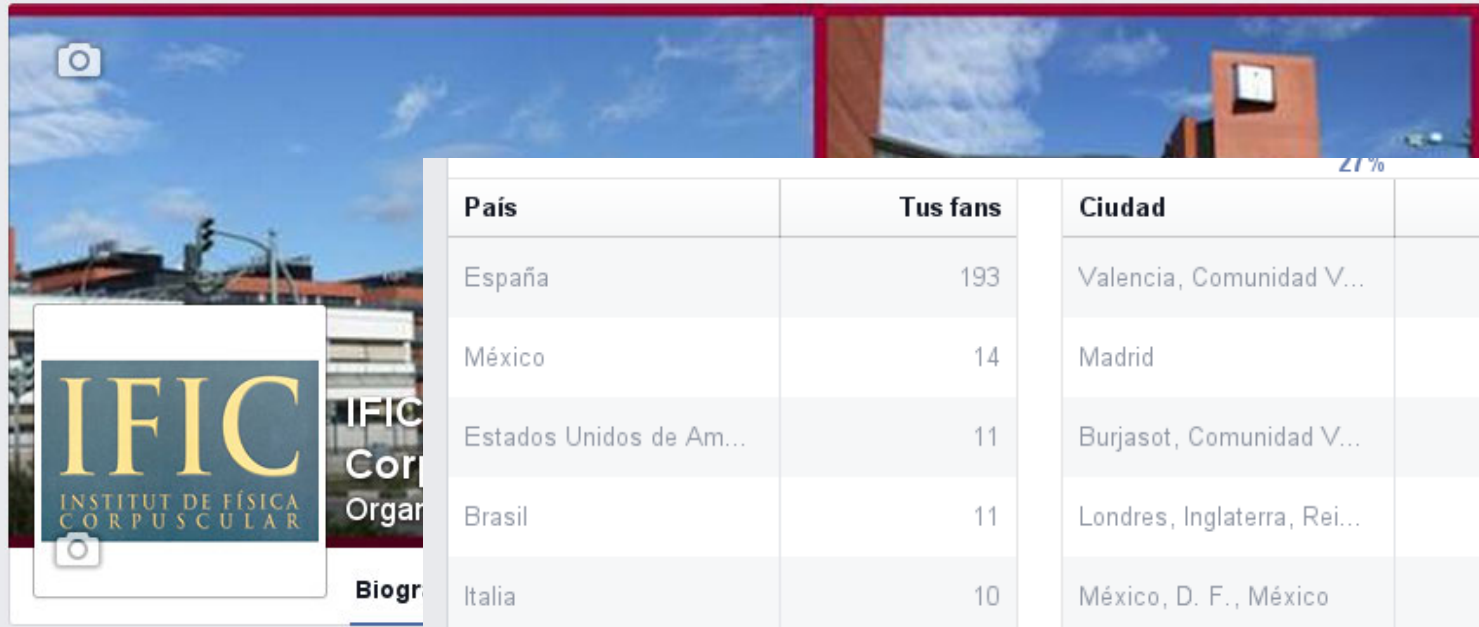 27%
País Tus fans Ciudad
España 193 Valencia, Comunidad V...
México 14 Madrid
Estados Unidos de Am... 11 Burjasot, Comunidad V...
Brasil 11 Londres, Inglaterra, Rei...
Italia 10 México, D. F., México
IFIC
INSTITUT DE FÍSICA
CORPUSCULAR
IFIC
Corp
Organ
Biogr